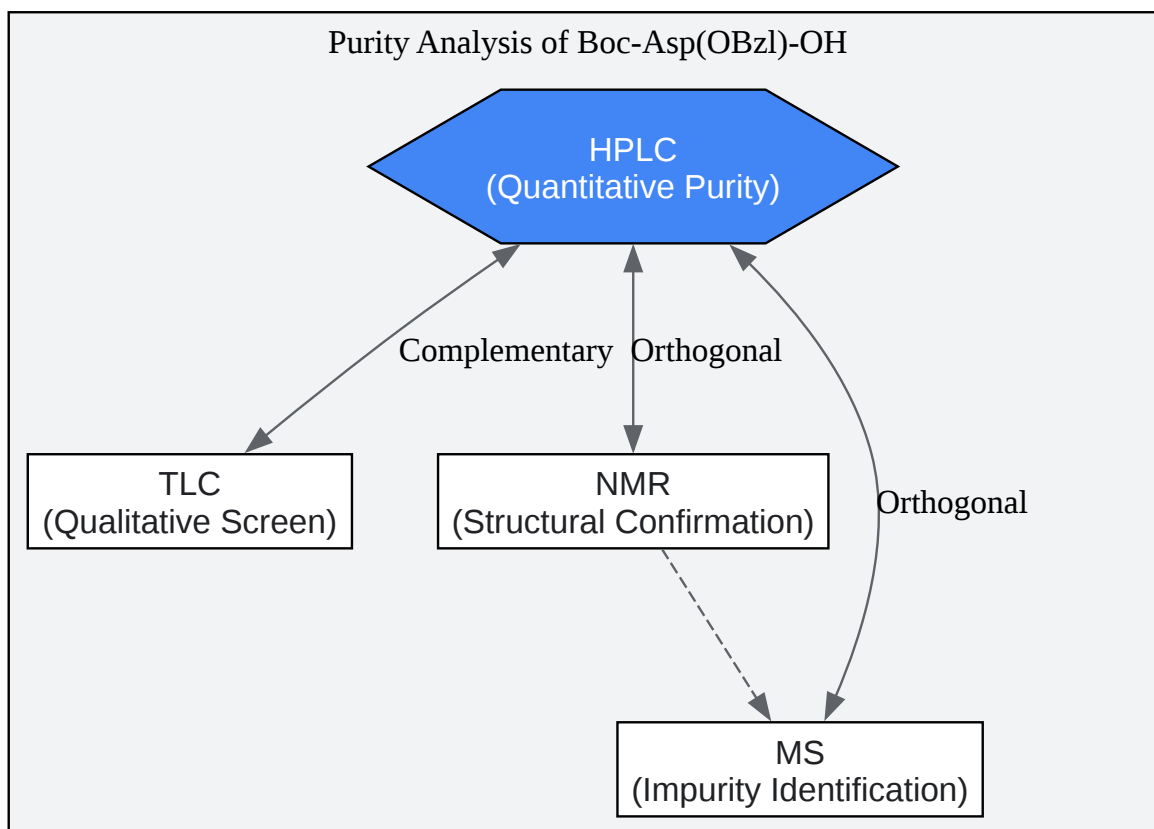 Purity Analysis of Boc-Asp(OBzl)-OH
HPLC
(Quantitative Purity)
Complementary
Orthogonal
TLC
(Qualitative Screen)
NMR
(Structural Confirmation)
Orthogonal
MS
(Impurity Identification)